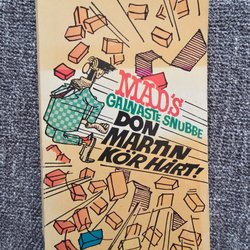 MAD'S
GALNASTE SNUBBE
DON
MARTIN
KÖR HÅRT!